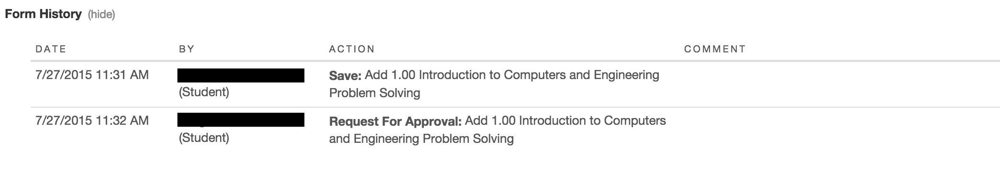 Form History (hide)
DATE BY ACTION COMMENT
7/27/2015 11:31 AM Save: Add 1.00 Introduction to Computers and Engineering
(Student) Problem Solving
7/27/2015 11:32 AM Request For Approval: Add 1.00 Introduction to Computers
(Student) and Engineering Problem Solving